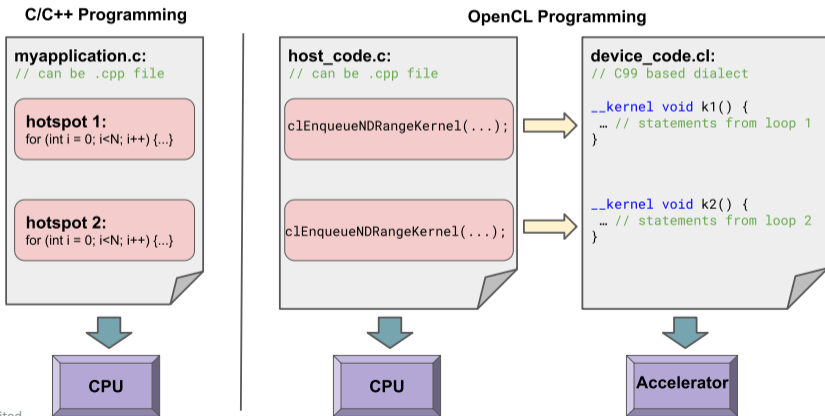 C/C++ Programming
myapplication.c:
// can be .cpp file
hotspot 1:
for (int i = 0; i<N; i++) {...}
hotspot 2:
for (int i = 0; i<N; i++) {...}
CPU
OpenCL Programming
host_code.c:
// can be .cpp file
clEnqueueNDRangeKernel(...);
clEnqueueNDRangeKernel(...);
CPU
device_code.cl:
// C99 based dialect
__kernel void k1() {
… // statements from loop 1
}
__kernel void k2() {
… // statements from loop 2
}
Accelerator